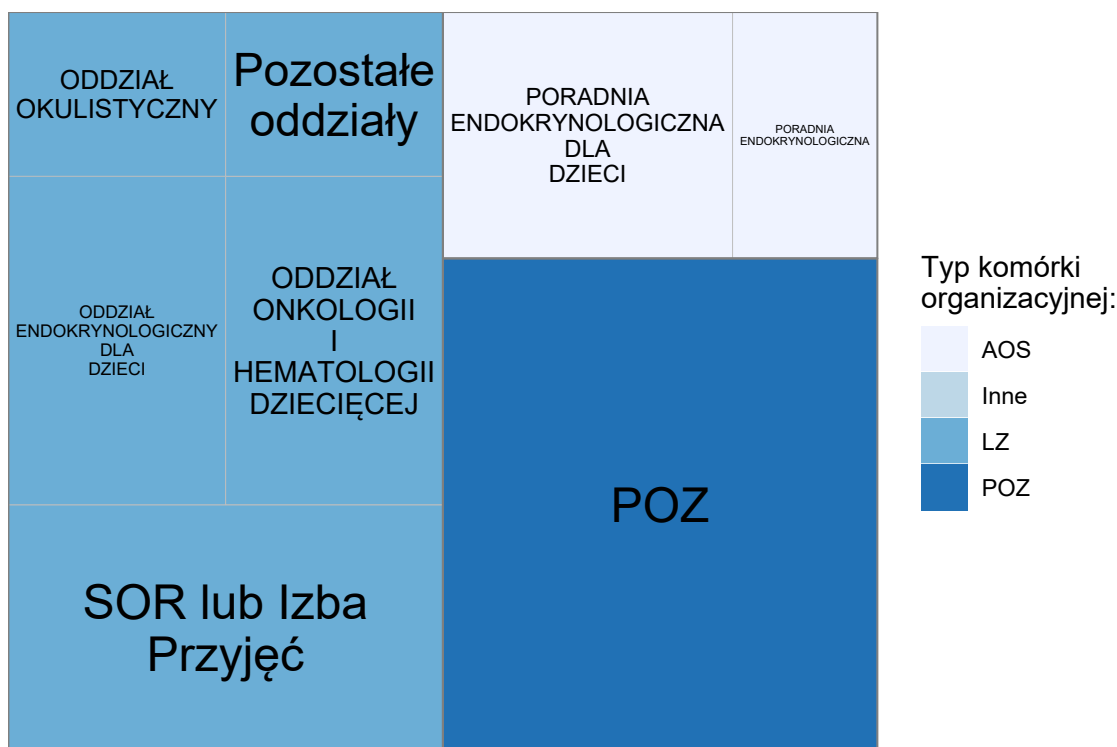 ODDZIAŁ
OKULISTYCZNY
Pozostałe
oddziały
PORADNIA
ENDOKRYNOLOGICZNA
DLA
DZIECI
PORADNIA
ENDOKRYNOLOGICZNA
ODDZIAŁ
ENDOKRYNOLOGICZNY
DLA
DZIECI
ODDZIAŁ
ONKOLOGII
I
HEMATOLOGII
DZIECIĘCEJ
SOR lub Izba
Przyjęć
POZ
Typ komórki
organizacyjnej:
AOS
Inne
LZ
POZ